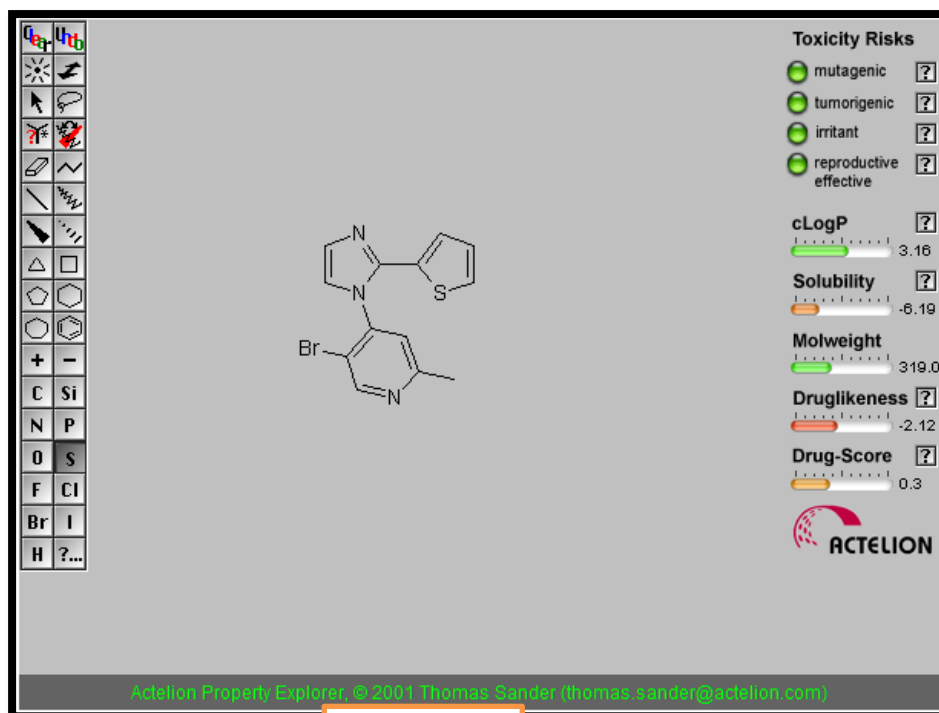 Clear Undo
Toxicity Risks
mutagenic ?
tumorigenic ?
irritant ?
reproductive ?
effective
?
cLogP ?
3.16
N
N
S
Solubility ?
-6.19
Br
Molweight
319.0
N
+ −
C Si
Druglikeness ?
-2.12
N P
O S
Drug-Score ?
0.3
F Cl
Br I
H ?...
ACTELION
Actelion Property Explorer, © 2001 Thomas Sander (thomas.sander@actelion.com)